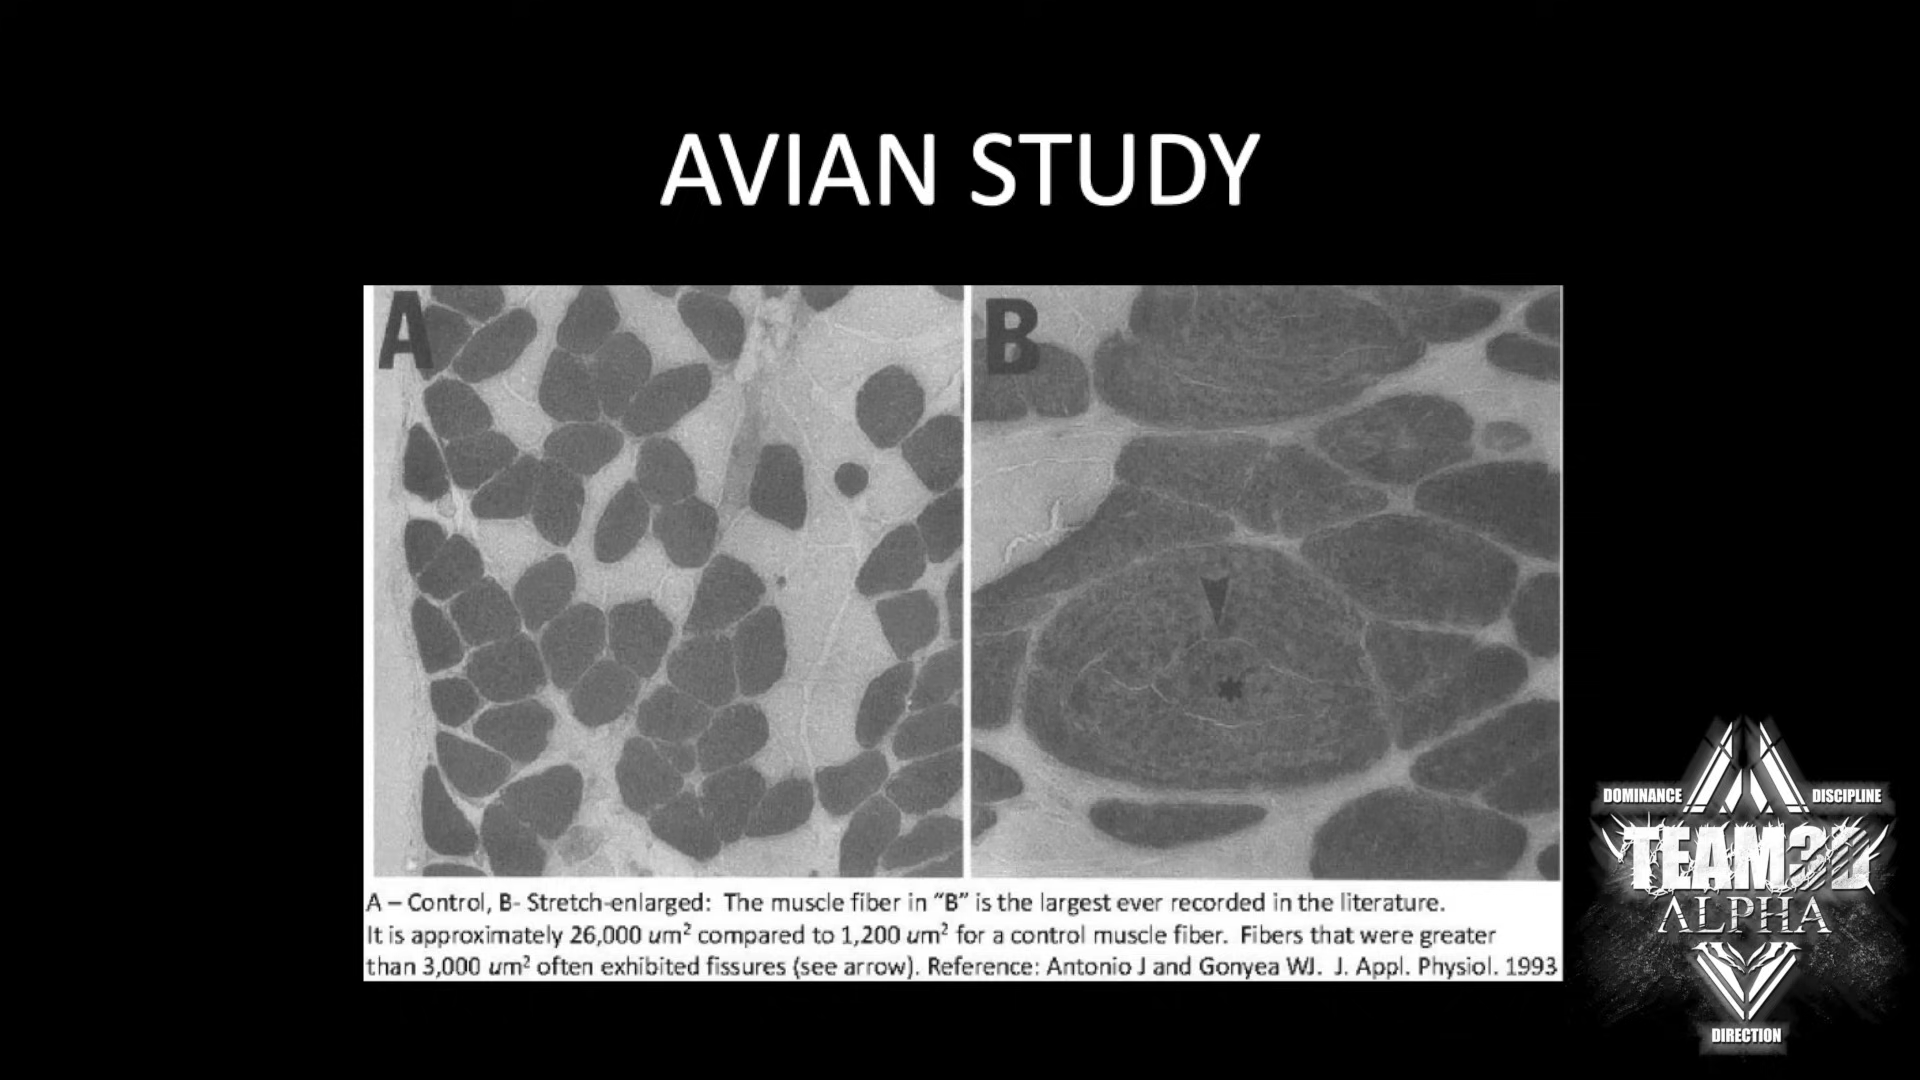 AVIAN STUDY
A
B
A – Control, B- Stretch-enlarged: The muscle fiber in “B” is the largest ever recorded in the literature.
It is approximately 26,000 um² compared to 1,200 um² for a control muscle fiber. Fibers that were greater
than 3,000 um² often exhibited fissures (see arrow). Reference: Antonio J and Gonyea WJ. J. Appl. Physiol. 1993
DOMINANCE
DISCIPLINE
TEAM3D
ALPHA
DIRECTION